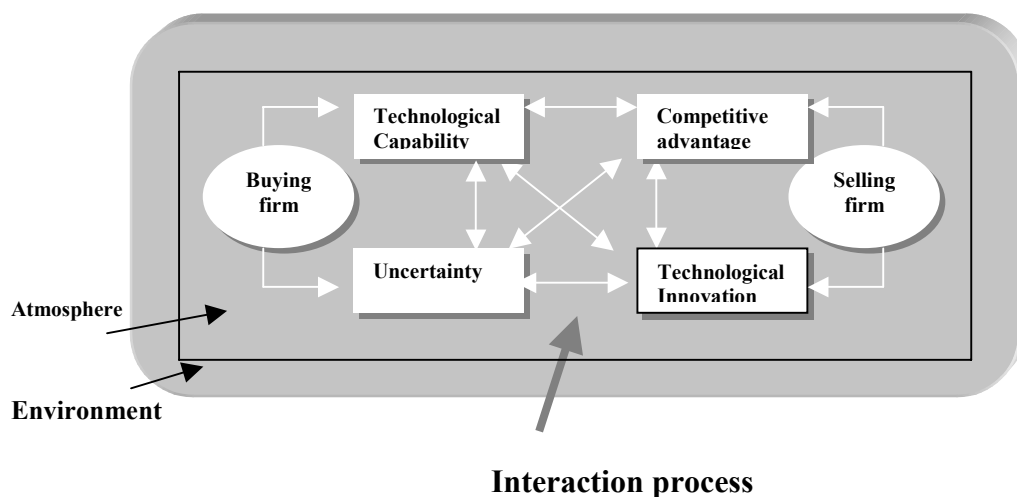 Technological
Capability
Competitive
advantage
Buying
firm
Selling
firm
Uncertainty
Technological
Innovation
Atmosphere
Environment
Interaction process